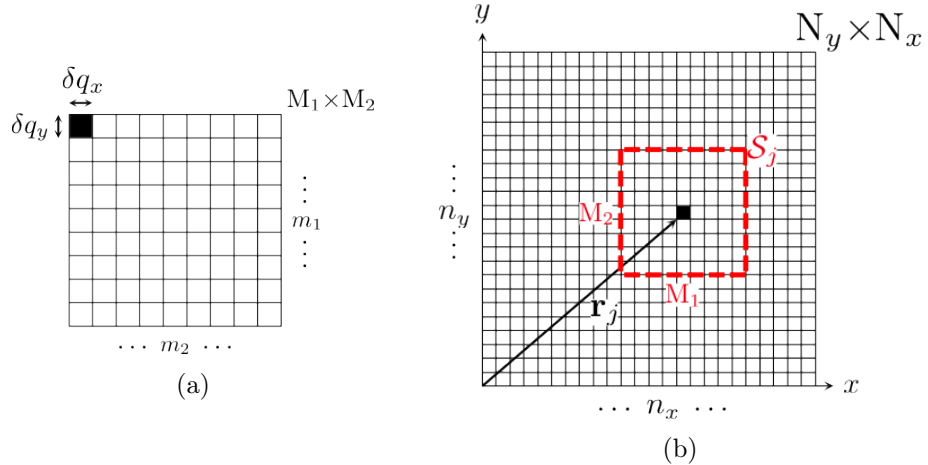 δq_x
δq_y
M_1×M_2
⋮ m_1 ⋮
⋯ m_2 ⋯
(a)
y
N_y×N_x
𝒮_j
⋮ n_y ⋮
M_2
M_1
𝐫_j
x
⋯ n_x ⋯
(b)